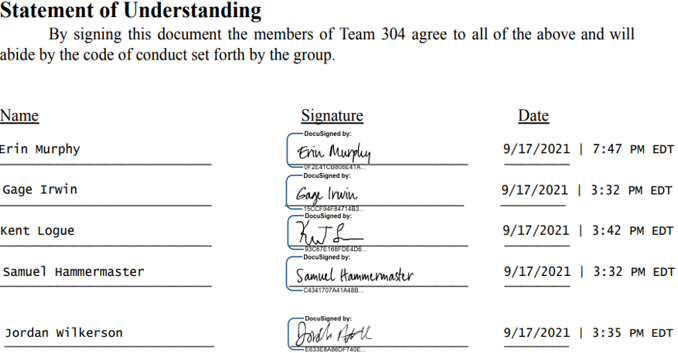 Statement of Understanding
By signing this document the members of Team 304 agree to all of the above and will
abide by the code of conduct set forth by the group.
Name Signature Date
DocuSigned by:
Erin Murphy Erin Murphy 9/17/2021 | 7:47 PM EDT
DF2E41CB806E41A...
DocuSigned by:
Gage Irwin Gage Irwin 9/17/2021 | 3:32 PM EDT
15CCF94F84714B3...
DocuSigned by:
Kent Logue 9/17/2021 | 3:42 PM EDT
93C67E168FDE4D6...
DocuSigned by:
Samuel Hammermaster Samuel Hammermaster 9/17/2021 | 3:32 PM EDT
C4341707A41A48B...
DocuSigned by:
Jordan Wilkerson 9/17/2021 | 3:35 PM EDT
E633E8A86DF740E...